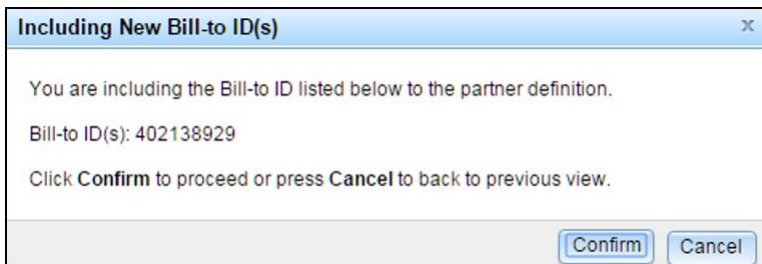 Including New Bill-to ID(s)
x
You are including the Bill-to ID listed below to the partner definition.
Bill-to ID(s): 402138929
Click Confirm to proceed or press Cancel to back to previous view.
Confirm Cancel